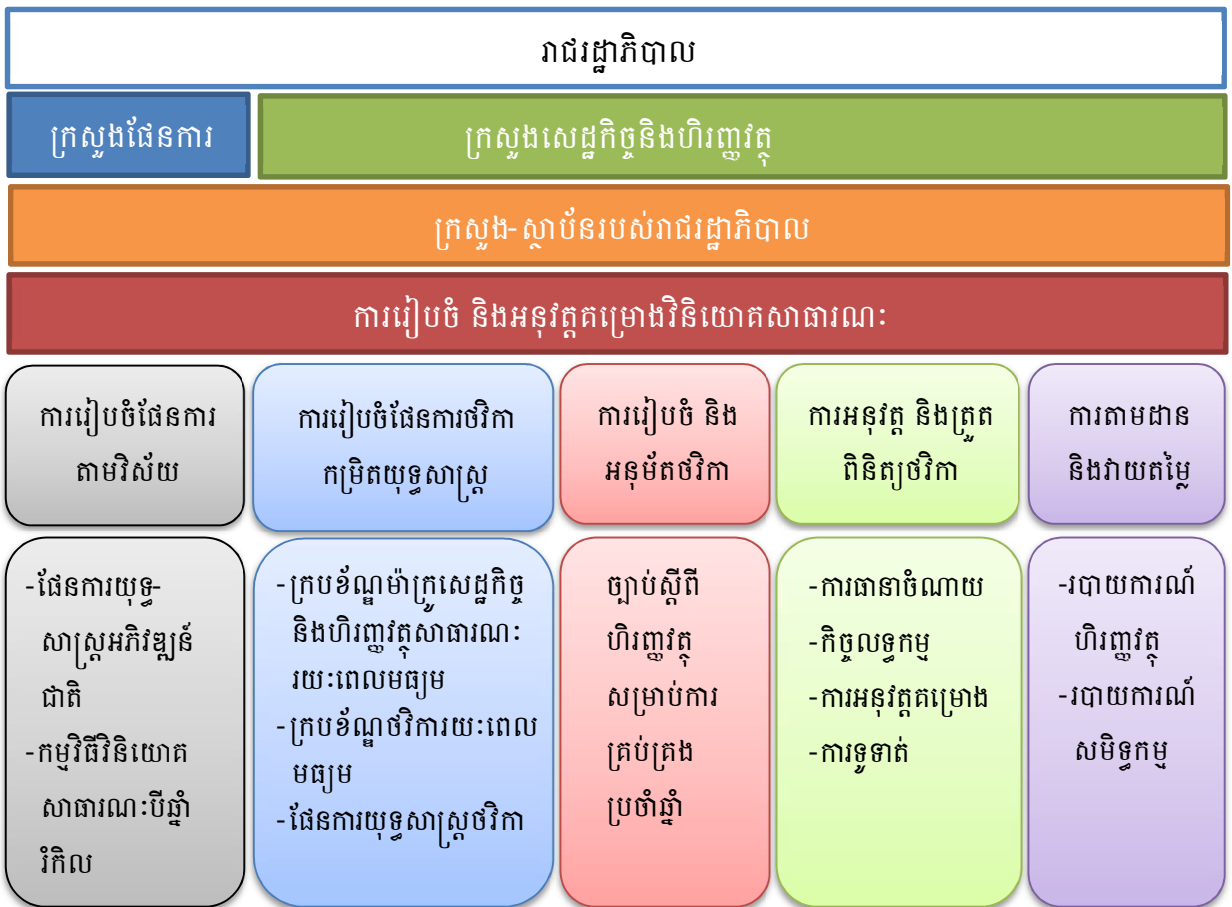 រាជរដ្ឋាភិបាល
ក្រសួងផែនការ
ក្រសួងសេដ្ឋកិច្ចនិងហិរញ្ញវត្ថុ
ក្រសួង-ស្ថាប័នរបស់រាជរដ្ឋាភិបាល
ការរៀបចំ និងអនុវត្តគម្រោងវិនិយោគសាធារណៈ
ការរៀបចំផែនការ
តាមវិស័យ
ការរៀបចំផែនការថវិកា
កម្រិតយុទ្ធសាស្ត្រ
ការរៀបចំ និង
អនុម័តថវិកា
ការអនុវត្ត និងត្រួត
ពិនិត្យថវិកា
ការតាមដាន
និងវាយតម្លៃ
-ផែនការយុទ្ធ-
សាស្ត្រអភិវឌ្ឍន៍
ជាតិ
-កម្មវិធីវិនិយោគ
សាធារណៈបីឆ្នាំ
រំកិល
-ក្របខ័ណ្ឌម៉ាក្រូសេដ្ឋកិច្ច
និងហិរញ្ញវត្ថុសាធារណៈ
រយៈពេលមធ្យម
-ក្របខ័ណ្ឌថវិការយៈពេល
មធ្យម
-ផែនការយុទ្ធសាស្ត្រថវិកា
ច្បាប់ស្តីពី
ហិរញ្ញវត្ថុ
សម្រាប់ការ
គ្រប់គ្រង
ប្រចាំឆ្នាំ
-ការធានាចំណាយ
-កិច្ចលទ្ធកម្ម
-ការអនុវត្តគម្រោង
-ការទូទាត់
-របាយការណ៍
ហិរញ្ញវត្ថុ
-របាយការណ៍
សមិទ្ធកម្ម